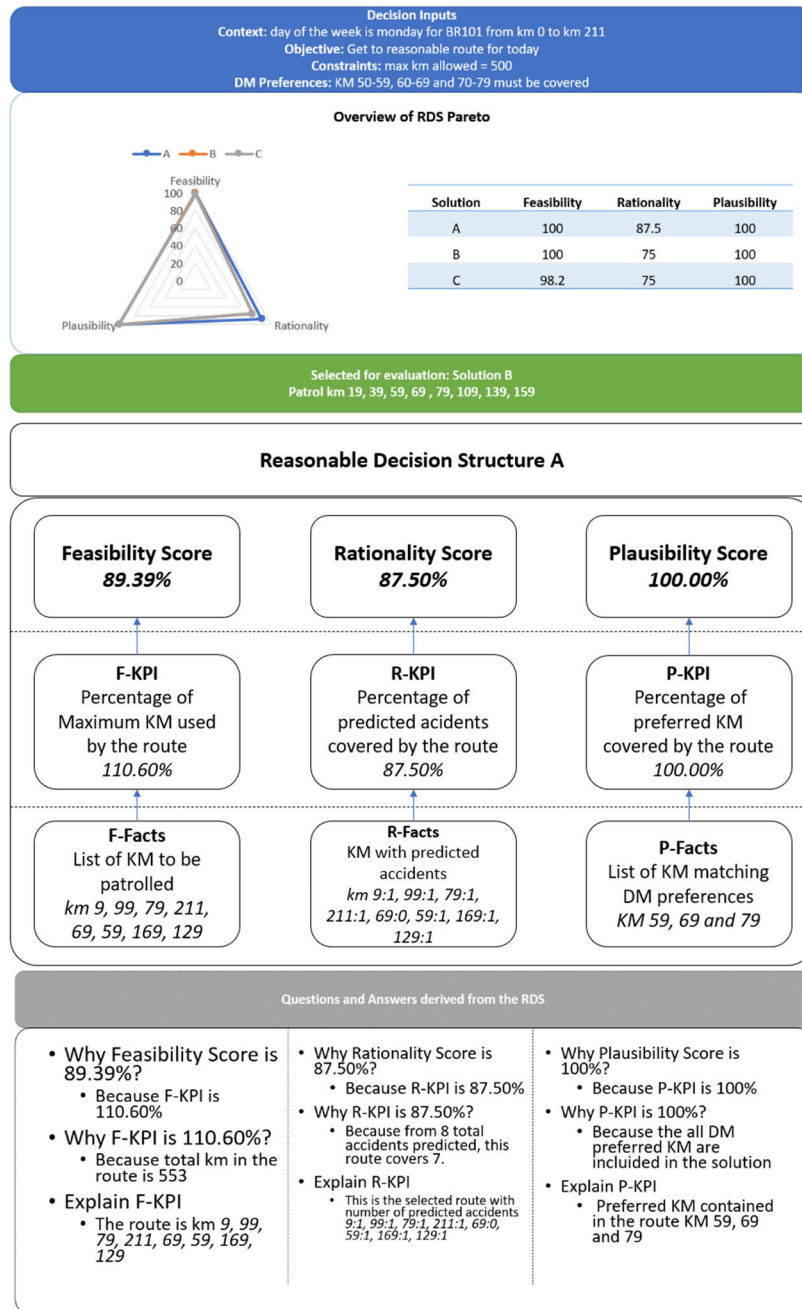 Decision Inputs
Context: day of the week is monday for BR101 from km 0 to km 211
Objective: Get to reasonable route for today
Constraints: max km allowed = 500
DM Preferences: KM 50-59, 60-69 and 70-79 must be covered
Overview of RDS Pareto
A B C
Feasibility
100
80
60
40
20
0
Plausibility
Rationality
Solution Feasibility Rationality Plausibility
A 100 87.5 100
B 100 75 100
C 98.2 75 100
Selected for evaluation: Solution B
Patrol km 19, 39, 59, 69 , 79, 109, 139, 159
Reasonable Decision Structure A
Feasibility Score
89.39%
Rationality Score
87.50%
Plausibility Score
100.00%
F-KPI
Percentage of
Maximum KM used
by the route
110.60%
R-KPI
Percentage of
predicted acidents
covered by the route
87.50%
P-KPI
Percentage of
preferred KM
covered by the route
100.00%
F-Facts
List of KM to be
patrolled
km 9, 99, 79, 211,
69, 59, 169, 129
R-Facts
KM with predicted
accidents
km 9:1, 99:1, 79:1,
211:1, 69:0, 59:1, 169:1,
129:1
P-Facts
List of KM matching
DM preferences
KM 59, 69 and 79
Questions and Answers derived from the RDS
• Why Feasibility Score is
89.39%?
• Because F-KPI is
110.60%
• Why F-KPI is 110.60%?
• Because total km in the
route is 553
• Explain F-KPI
• The route is km 9, 99,
79, 211, 69, 59, 169,
129
• Why Rationality Score is
87.50%?
• Because R-KPI is 87.50%
• Why R-KPI is 87.50%?
• Because from 8 total
accidents predicted, this
route covers 7.
• Explain R-KPI
• This is the selected route with
number of predicted accidents
9:1, 99:1, 79:1, 211:1, 69:0,
59:1, 169:1, 129:1
• Why Plausibility Score is
100%?
• Because P-KPI is 100%
• Why P-KPI is 100%?
• Because the all DM
preferred KM are
included in the solution
• Explain P-KPI
• Preferred KM contained
in the route KM 59, 69
and 79